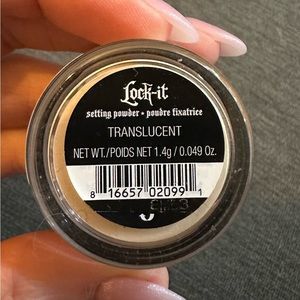 Lock-it
setting powder • poudre fixatrice
TRANSLUCENT
NET WT./POIDS NET 1.4g / 0.049 Oz.
8 16657 02099 1